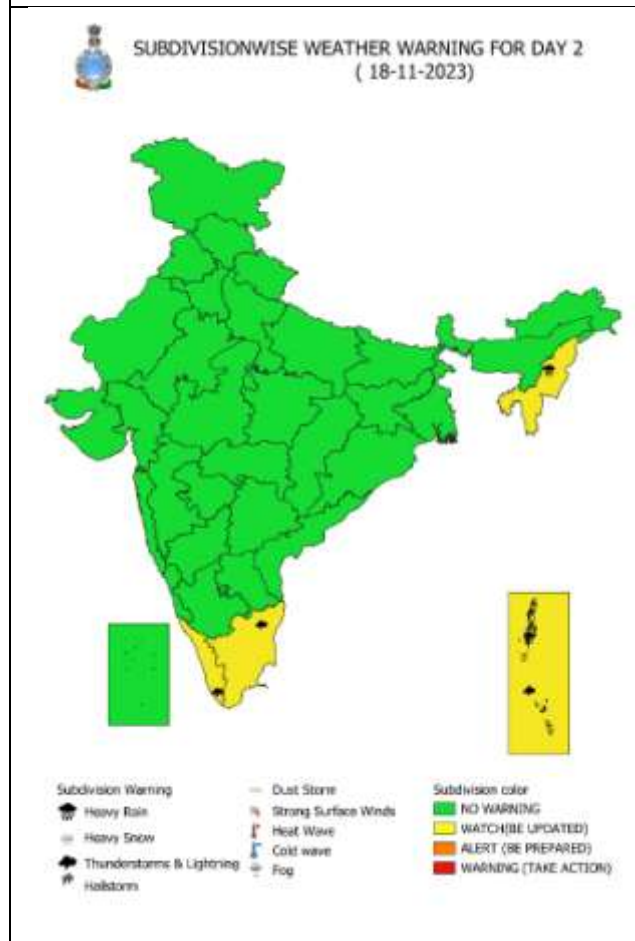 SUBDIVISIONWISE WEATHER WARNING FOR DAY 2
( 18-11-2023)
Subdivision Warning
Heavy Rain
Heavy Snow
Thunderstorms & Lightning
Hailstorm
Dust Storm
Strong Surface Winds
Heat Wave
Cold wave
Fog
Subdivision color
NO WARNING
WATCH(BE UPDATED)
ALERT (BE PREPARED)
WARNING (TAKE ACTION)